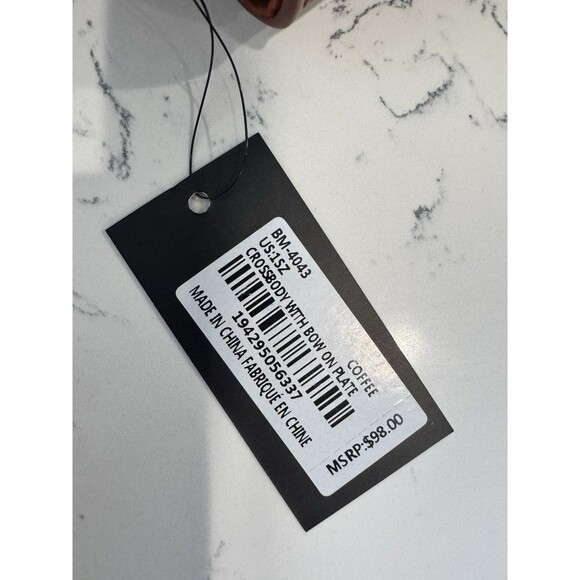 BM-4043
US:1SZ COFFEE
CROSSBODY WITH BOW ON PLATE
194295056337
MADE IN CHINA FABRIQUÉ EN CHINE
MSRP:$98.00